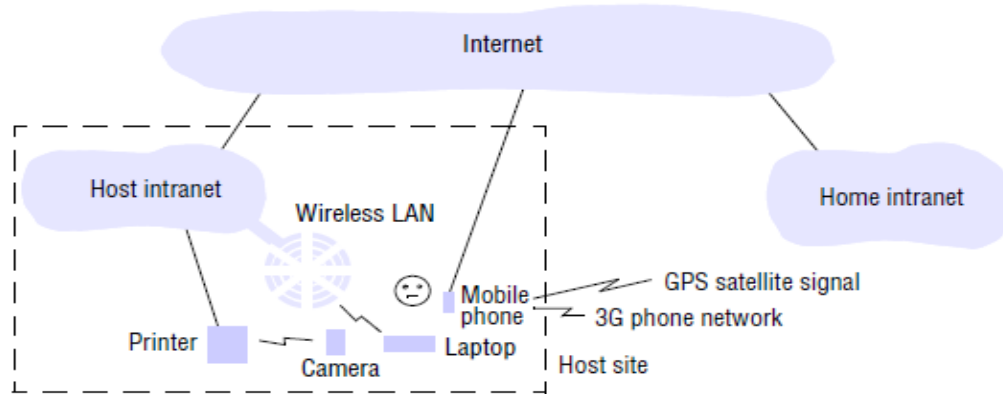 Internet
Host intranet
Home intranet
Wireless LAN
GPS satellite signal
Mobile
phone
3G phone network
Printer
Camera
Laptop
Host site